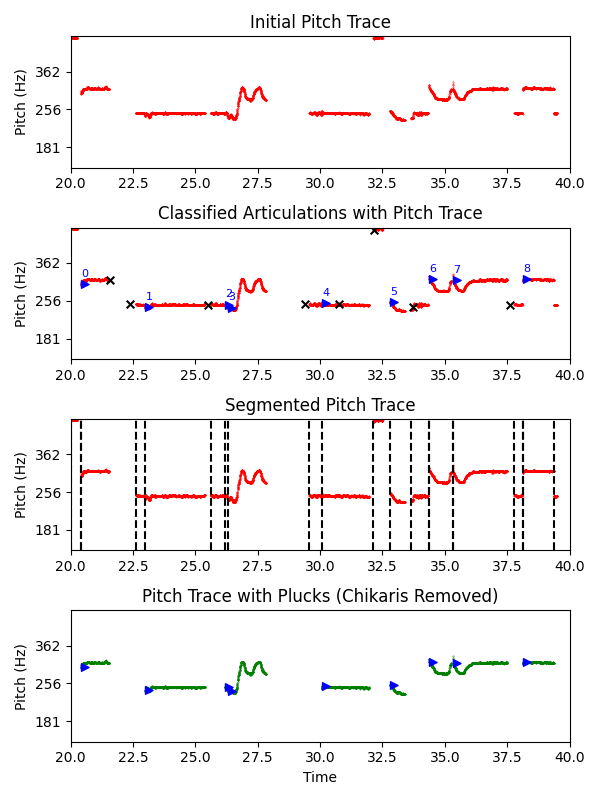 Initial Pitch Trace
362
256
181
Pitch (Hz)
20.0 22.5 25.0 27.5 30.0 32.5 35.0 37.5 40.0
Classified Articulations with Pitch Trace
362
256
181
Pitch (Hz)
0 1 2 3 4 5 6 7 8
20.0 22.5 25.0 27.5 30.0 32.5 35.0 37.5 40.0
Segmented Pitch Trace
362
256
181
Pitch (Hz)
20.0 22.5 25.0 27.5 30.0 32.5 35.0 37.5 40.0
Pitch Trace with Plucks (Chikaris Removed)
362
256
181
Pitch (Hz)
20.0 22.5 25.0 27.5 30.0 32.5 35.0 37.5 40.0
Time